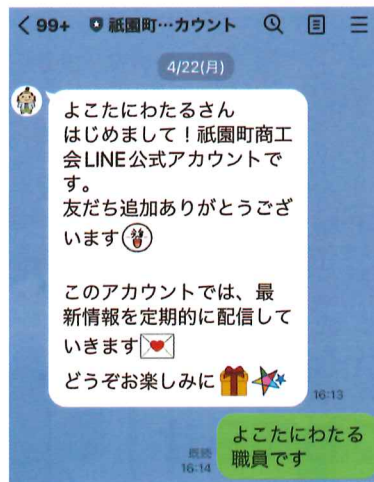 99+ 祇園町…カウント
4/22(月)
よこたにわたるさん
はじめまして！祇園町商工
会LINE公式アカウントで
す。
友だち追加ありがとうござ
います
このアカウントでは、最
新情報を定期的に配信して
いきます
どうぞお楽しみに
16:13
よこたにわたる
職員です
既読
16:14